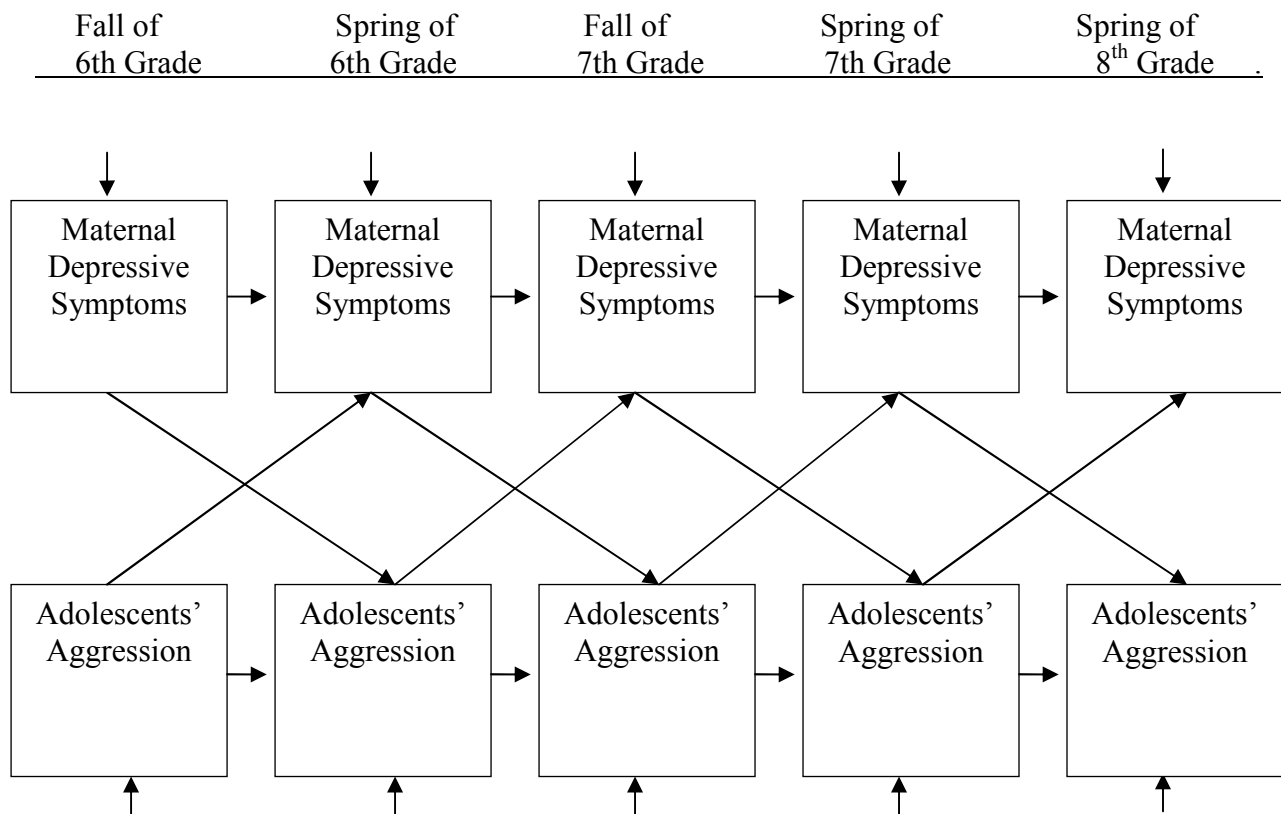 Fall of Spring of Fall of Spring of Spring of
6th Grade 6th Grade 7th Grade 7th Grade 8th Grade .
Maternal Maternal Maternal Maternal Maternal
Depressive Depressive Depressive Depressive Depressive
Symptoms Symptoms Symptoms Symptoms Symptoms
Adolescents’ Adolescents’ Adolescents’ Adolescents’ Adolescents’
Aggression Aggression Aggression Aggression Aggression